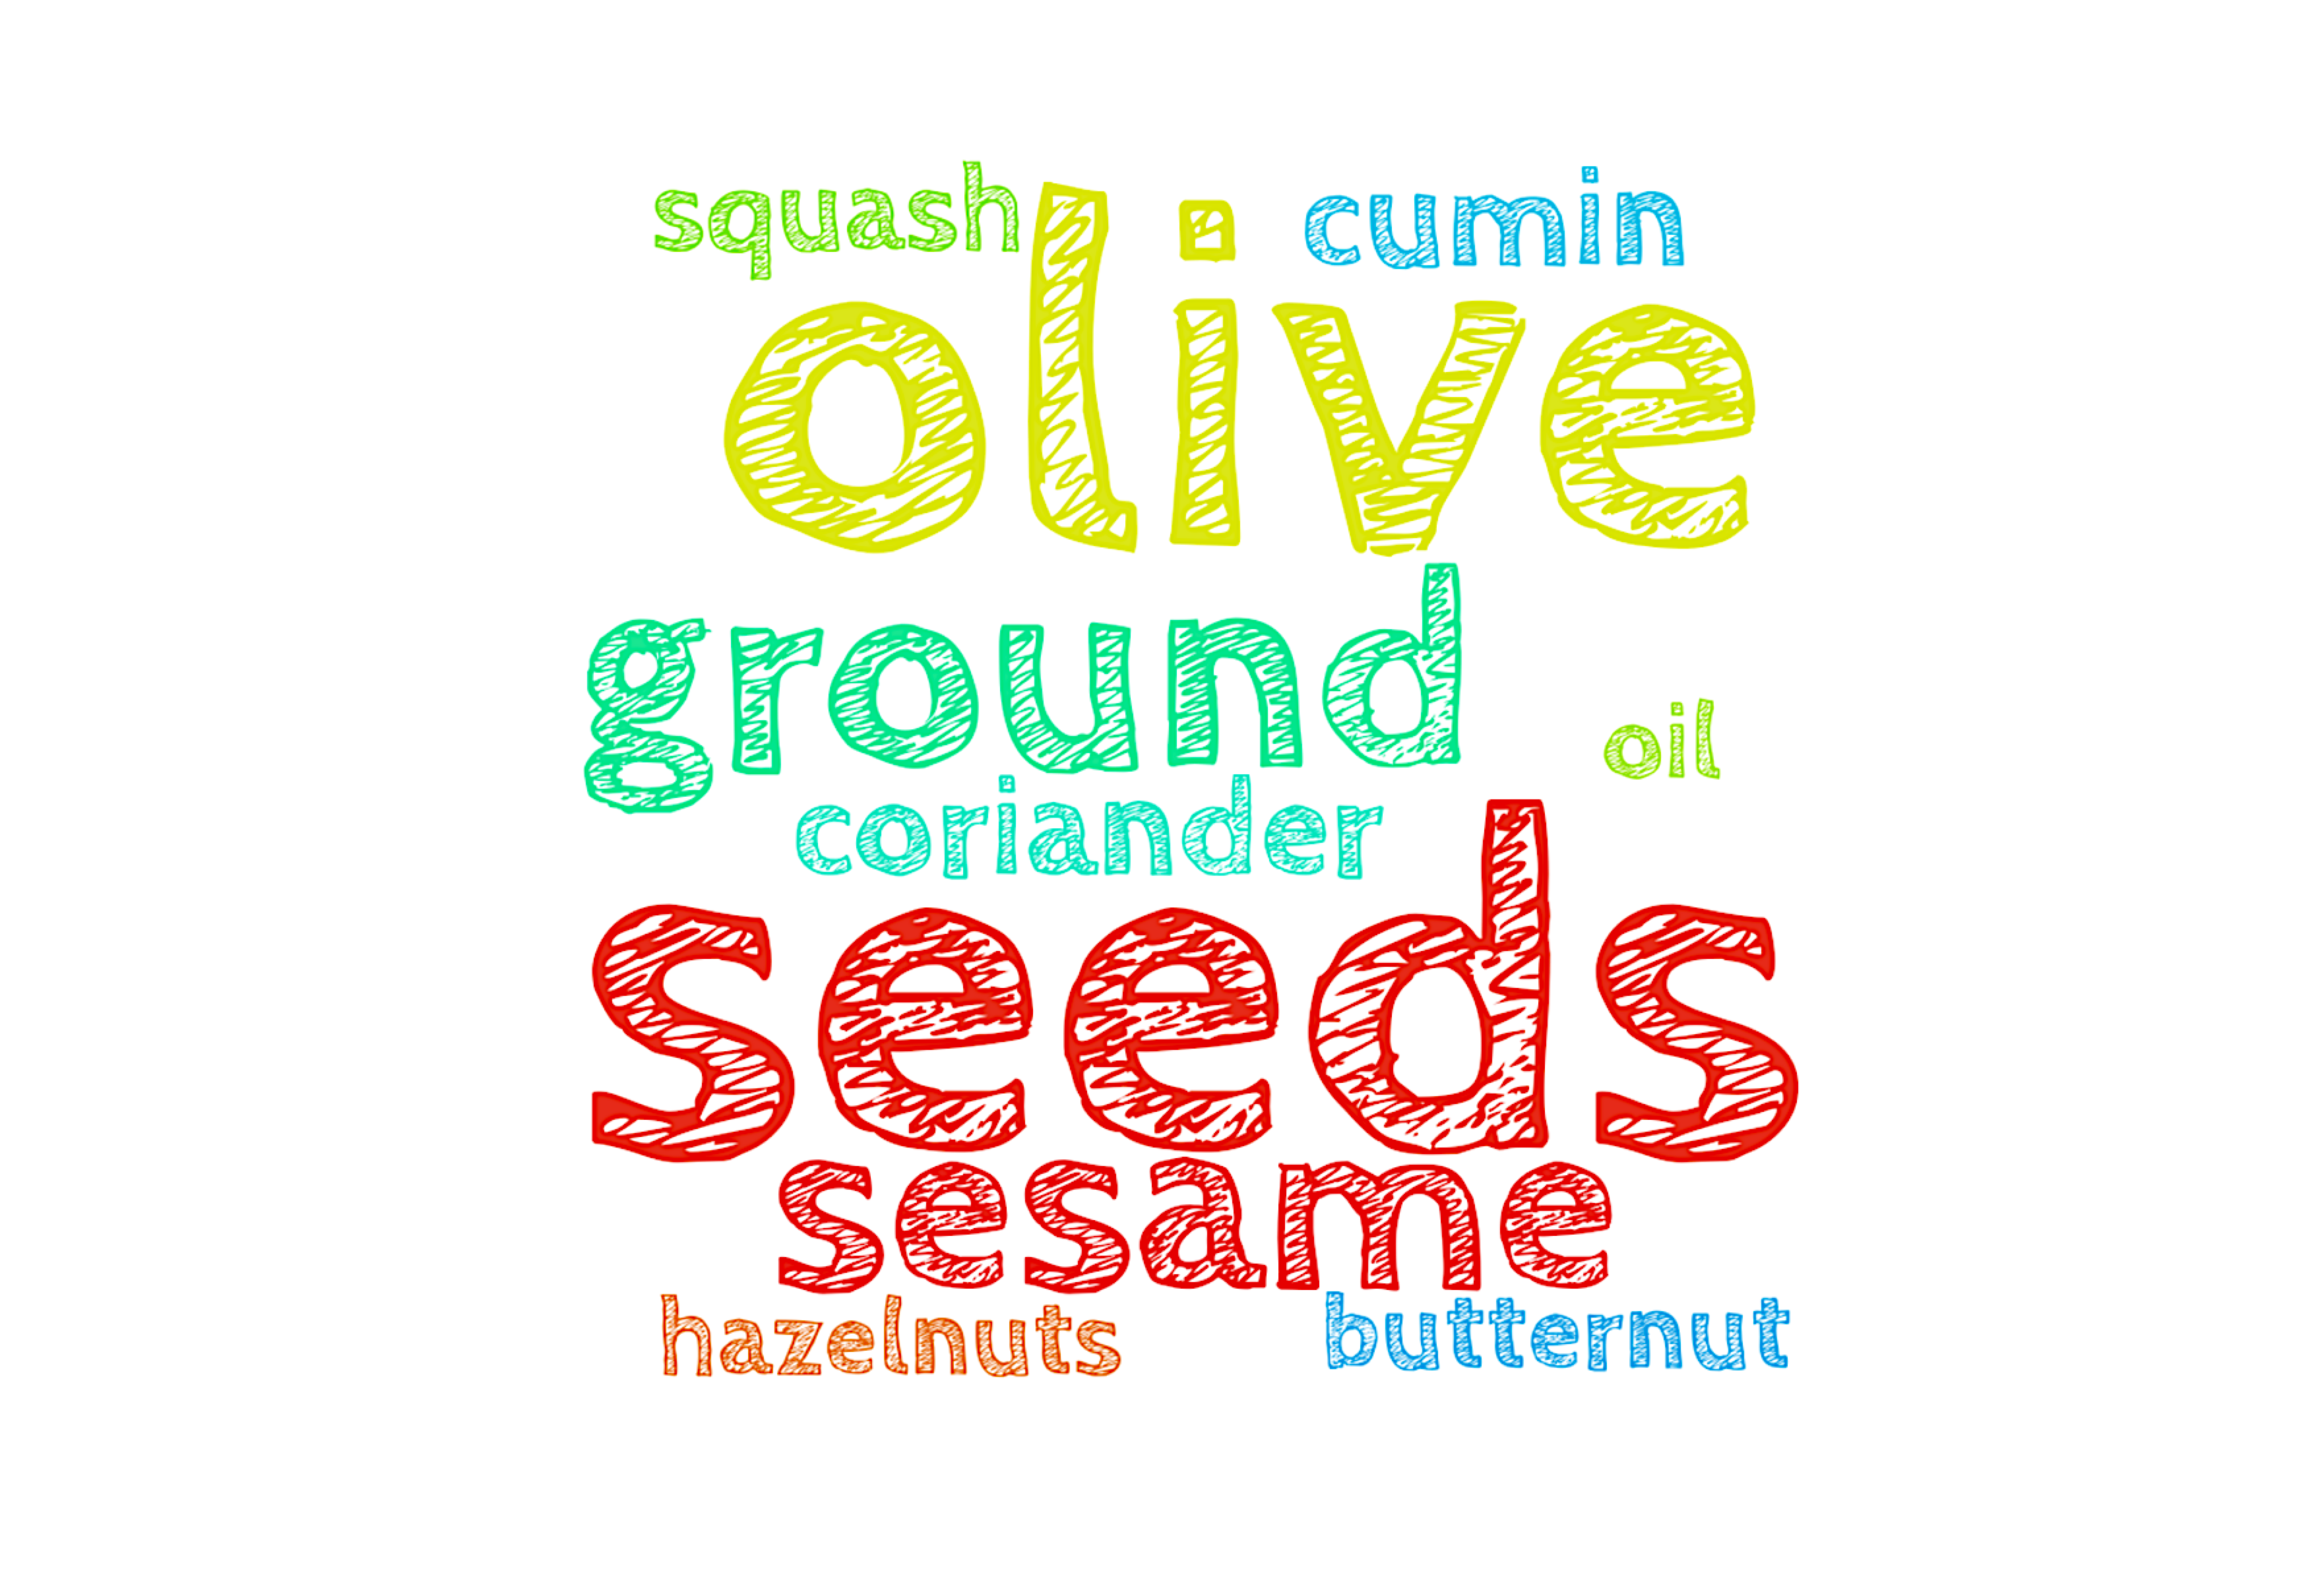 squash cumin
olive
ground
oil
coriander
seeds
sesame
hazelnuts butternut